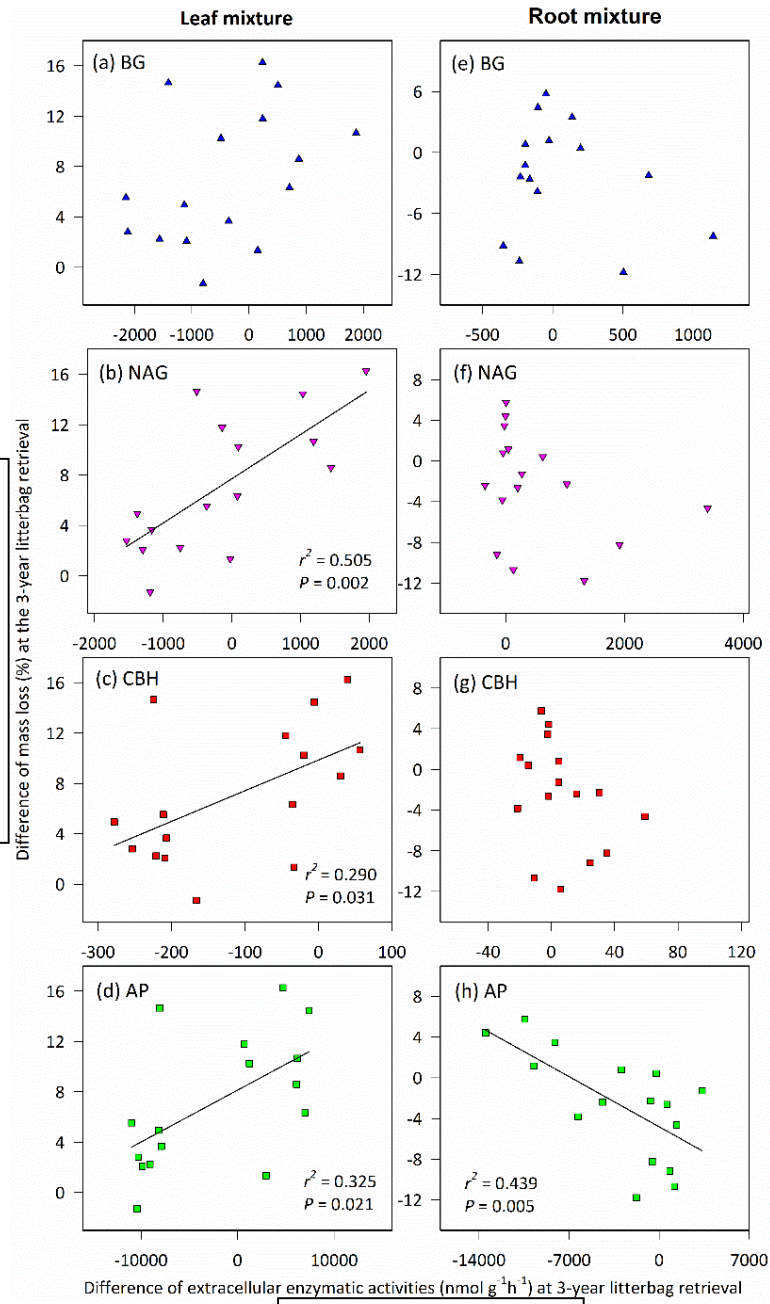 Leaf mixture
Root mixture
(a) BG
16
12
8
4
0
-2000 -1000 0 1000 2000
(e) BG
6
0
-6
-12
-500 0 500 1000
(b) NAG
16
12
8
4
0
r² = 0.505
P = 0.002
-2000 -1000 0 1000 2000
(f) NAG
8
4
0
-4
-8
-12
0 2000 4000
(c) CBH
16
12
8
4
0
r² = 0.290
P = 0.031
-300 -200 -100 0 100
(g) CBH
8
4
0
-4
-8
-12
-40 0 40 80 120
(d) AP
16
12
8
4
0
r² = 0.325
P = 0.021
-10000 0 10000
(h) AP
8
4
0
-4
-8
-12
r² = 0.439
P = 0.005
-14000 -7000 0 7000
Difference of mass loss (%) at the 3-year litterbag retrieval
Difference of extracellular enzymatic activities (nmol g⁻¹h⁻¹) at 3-year litterbag retrieval